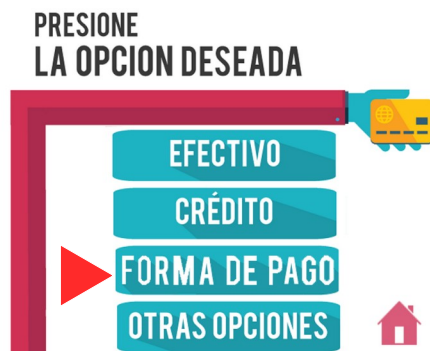 PRESIONE
LA OPCION DESEADA
EFECTIVO
CRÉDITO
FORMA DE PAGO
OTRAS OPCIONES